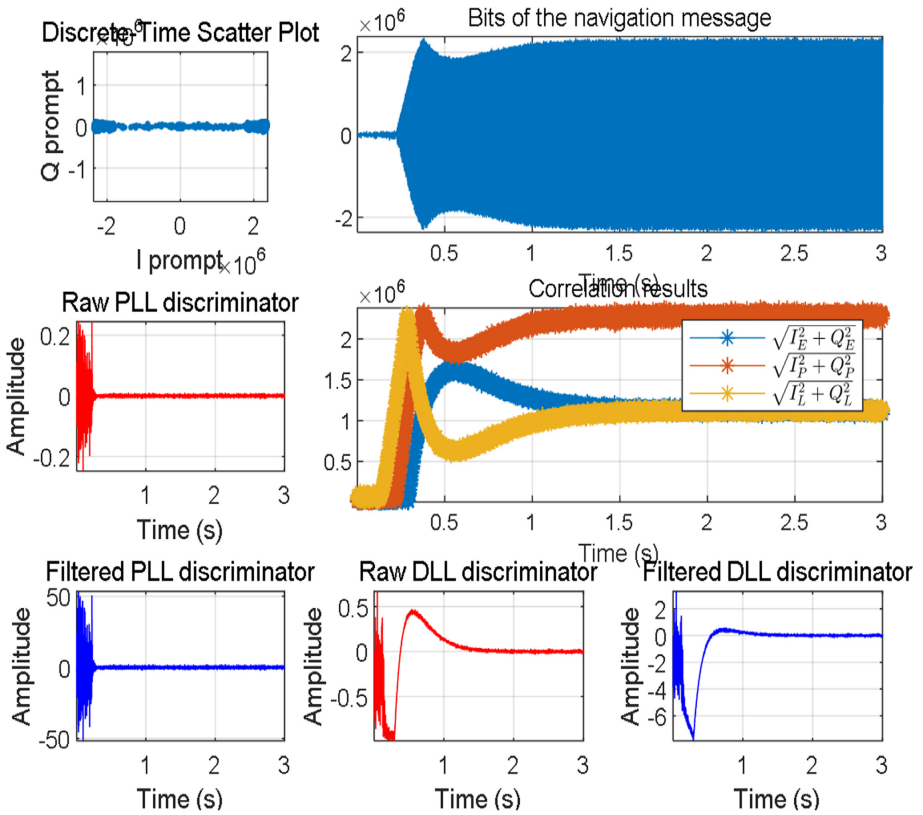 Discrete-Time Scatter Plot
×10^6
Q prompt
1
0
-1
-2
0
2
I prompt
×10^6
Bits of the navigation message
×10^6
2
0
-2
0.5
1
1.5
2
2.5
3
Time (s)
Raw PLL discriminator
Amplitude
0.2
0
-0.2
1
2
3
Time (s)
Correlation results
×10^6
2
1.5
1
0.5
√(I_E^2 + Q_E^2)
√(I_P^2 + Q_P^2)
√(I_L^2 + Q_L^2)
0.5
1
1.5
2
2.5
3
Time (s)
Filtered PLL discriminator
Amplitude
50
0
-50
1
2
3
Time (s)
Raw DLL discriminator
Amplitude
0.5
0
-0.5
1
2
3
Time (s)
Filtered DLL discriminator
Amplitude
2
0
-2
-4
-6
1
2
3
Time (s)